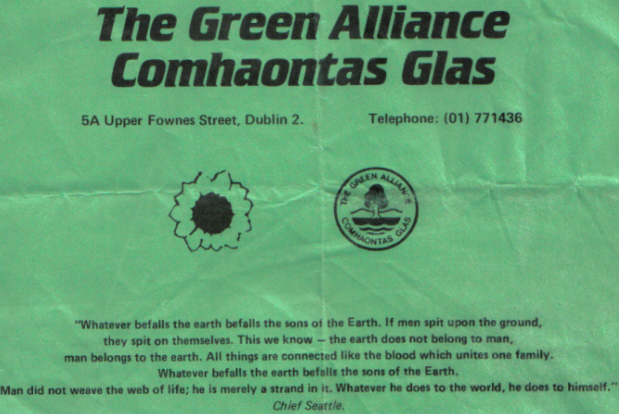 The Green Alliance
Comhaontas Glas
5A Upper Fownes Street, Dublin 2. Telephone: (01) 771436
THE GREEN ALLIANCE
COMHAONTAS GLAS
"Whatever befalls the earth befalls the sons of the Earth. If men spit upon the ground,
they spit on themselves. This we know — the earth does not belong to man,
man belongs to the earth. All things are connected like the blood which unites one family.
Whatever befalls the earth befalls the sons of the Earth.
Man did not weave the web of life; he is merely a strand in it. Whatever he does to the world, he does to himself."
Chief Seattle.